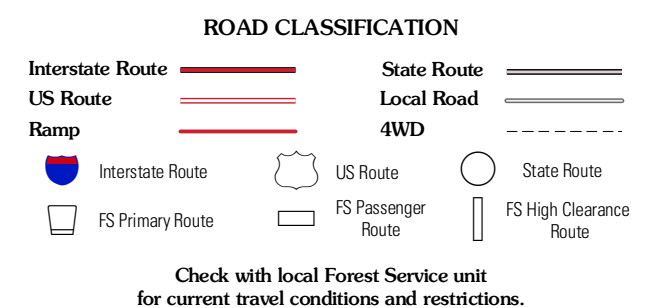 ROAD CLASSIFICATION
Interstate Route
State Route
US Route
Local Road
Ramp
4WD
Interstate Route
US Route
State Route
FS Primary Route
FS Passenger
Route
FS High Clearance
Route
Check with local Forest Service unit
for current travel conditions and restrictions.